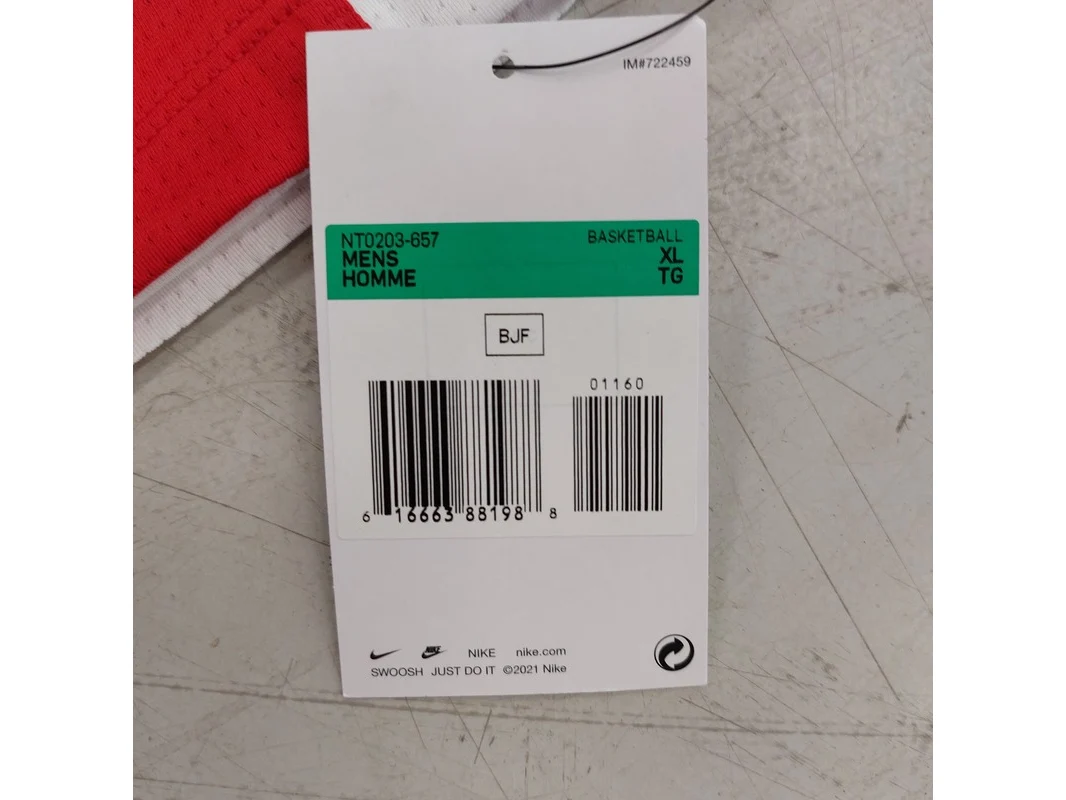 IM#722459
NT0203-657 BASKETBALL
MENS XL
HOMME TG
BJF
01160
6 16663 88198 8
NIKE NIKE nike.com
SWOOSH JUST DO IT ©2021 Nike